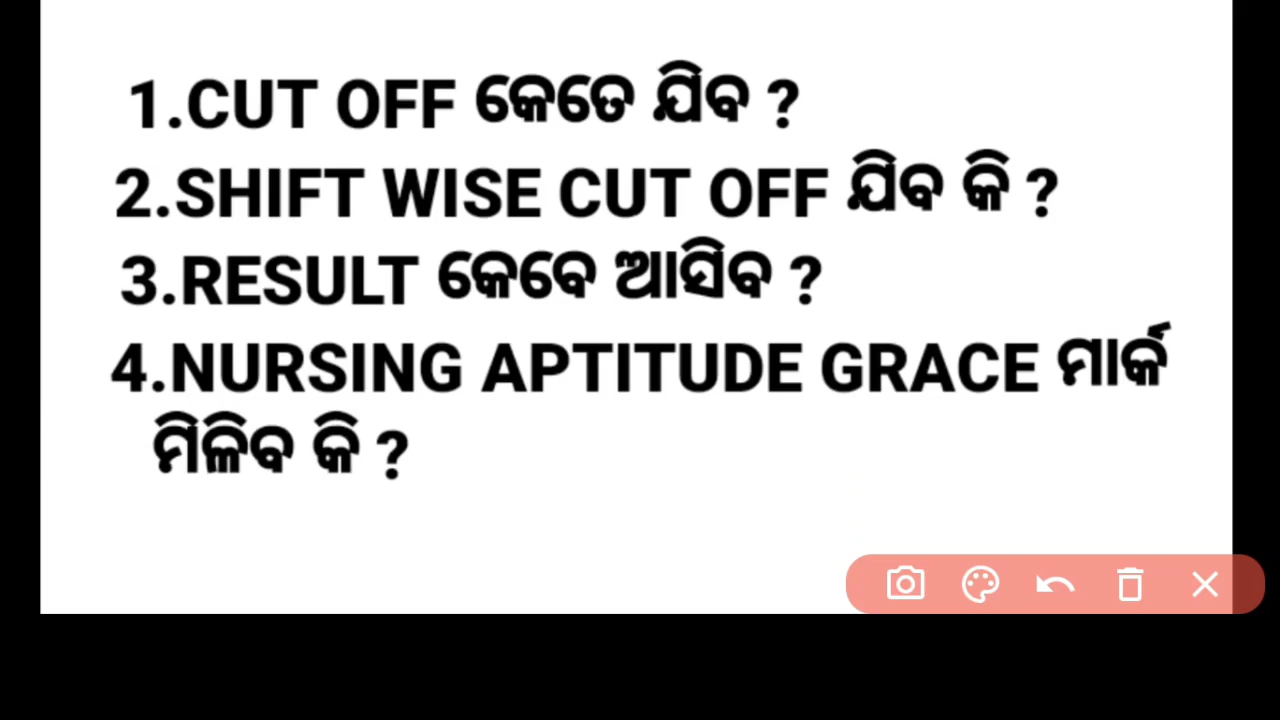 1.CUT OFF କେତେ ଯିବ ?
2.SHIFT WISE CUT OFF ଯିବ କି ?
3.RESULT କେବେ ଆସିବ ?
4.NURSING APTITUDE GRACE ମାର୍କ
ମିଳିବ କି ?